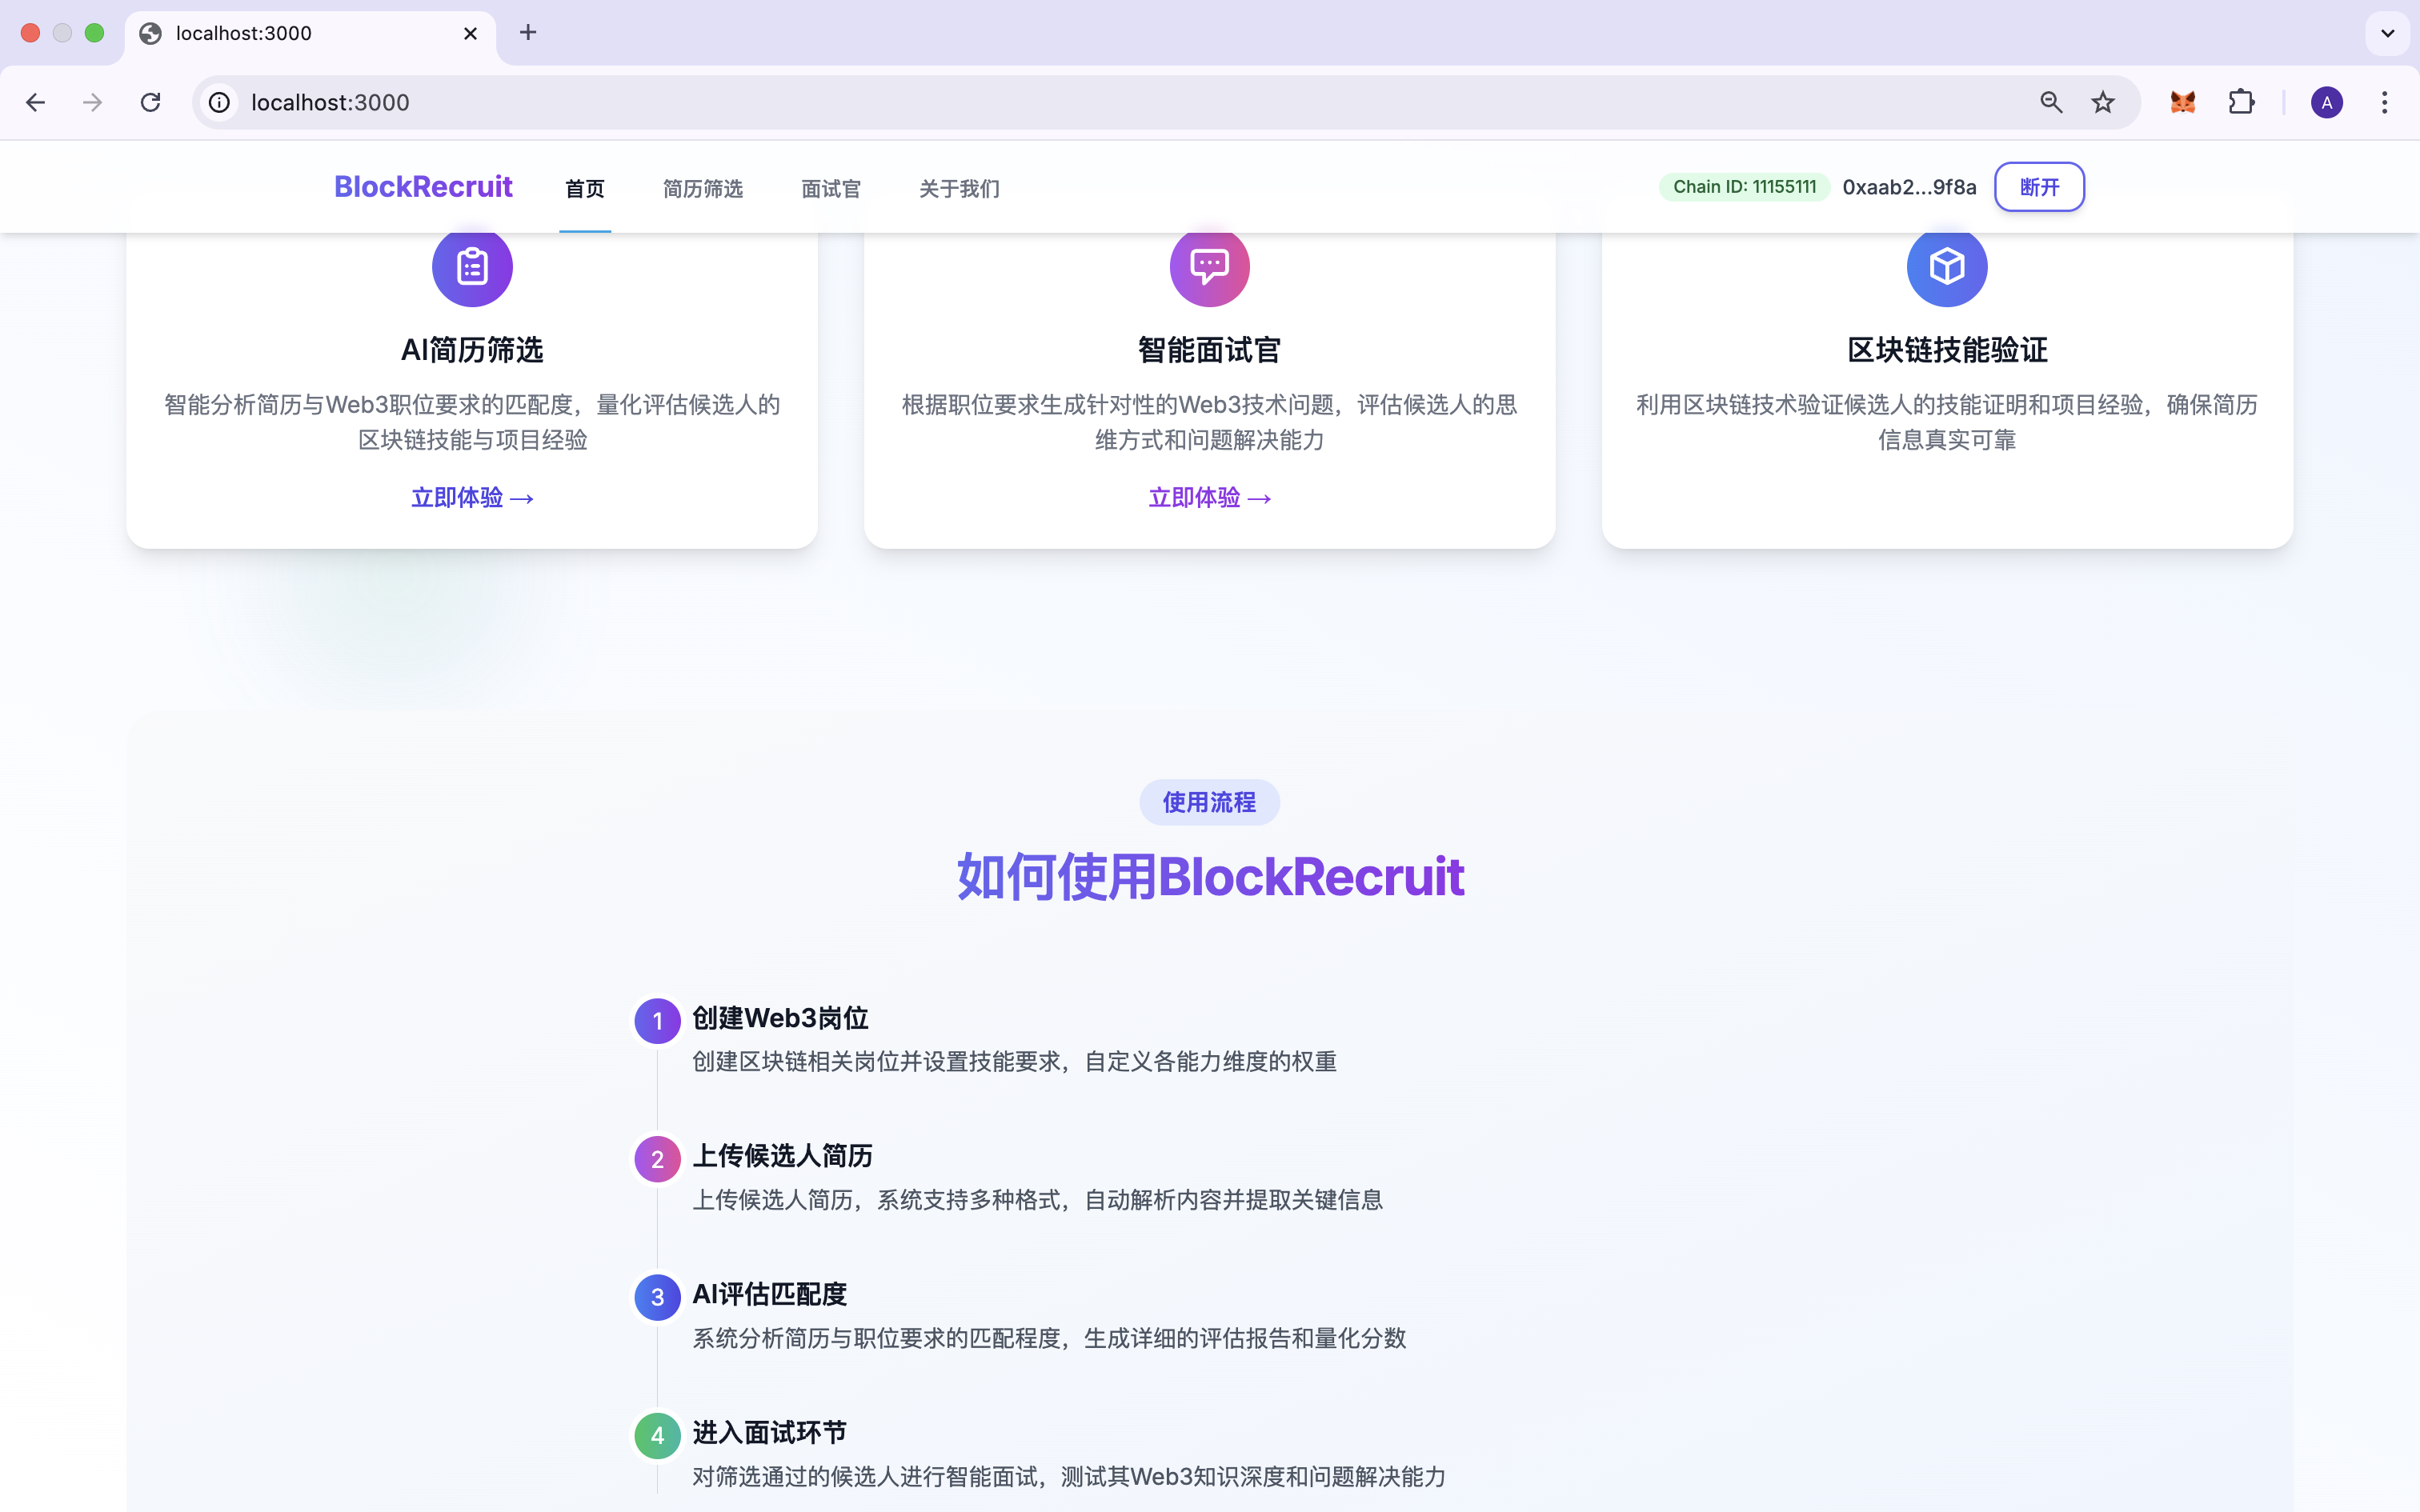 localhost:3000
localhost:3000
A
BlockRecruit
首页
简历筛选
面试官
关于我们
Chain ID: 11155111
0xaab2...9f8a
断开
AI简历筛选
智能分析简历与Web3职位要求的匹配度，量化评估候选人的
区块链技能与项目经验
立即体验 →
智能面试官
根据职位要求生成针对性的Web3技术问题，评估候选人的思
维方式和问题解决能力
立即体验 →
区块链技能验证
利用区块链技术验证候选人的技能证明和项目经验，确保简历
信息真实可靠
使用流程
如何使用BlockRecruit
1
创建Web3岗位
创建区块链相关岗位并设置技能要求，自定义各能力维度的权重
2
上传候选人简历
上传候选人简历，系统支持多种格式，自动解析内容并提取关键信息
3
AI评估匹配度
系统分析简历与职位要求的匹配程度，生成详细的评估报告和量化分数
4
进入面试环节
对筛选通过的候选人进行智能面试，测试其Web3知识深度和问题解决能力